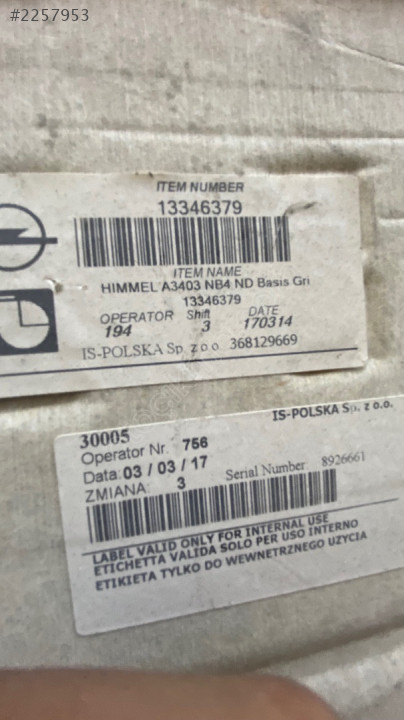 #2257953
ITEM NUMBER
13346379
ITEM NAME
HIMMEL A3403 NB4 ND Basis Gri
13346379
OPERATOR Shift DATE
194 3 170314
IS-POLSKA Sp. z o.o. 368129669
IS-POLSKA Sp. z o.o.
30005
Operator Nr. 756
Data: 03 / 03 / 17 Serial Number 8926661
ZMIANA: 3
LABEL VALID ONLY FOR INTERNAL USE
ETICHETTA VALIDA SOLO PER USO INTERNO
ETIKIETA TYLKO DO WEWNETRZNEGO UZYCIA